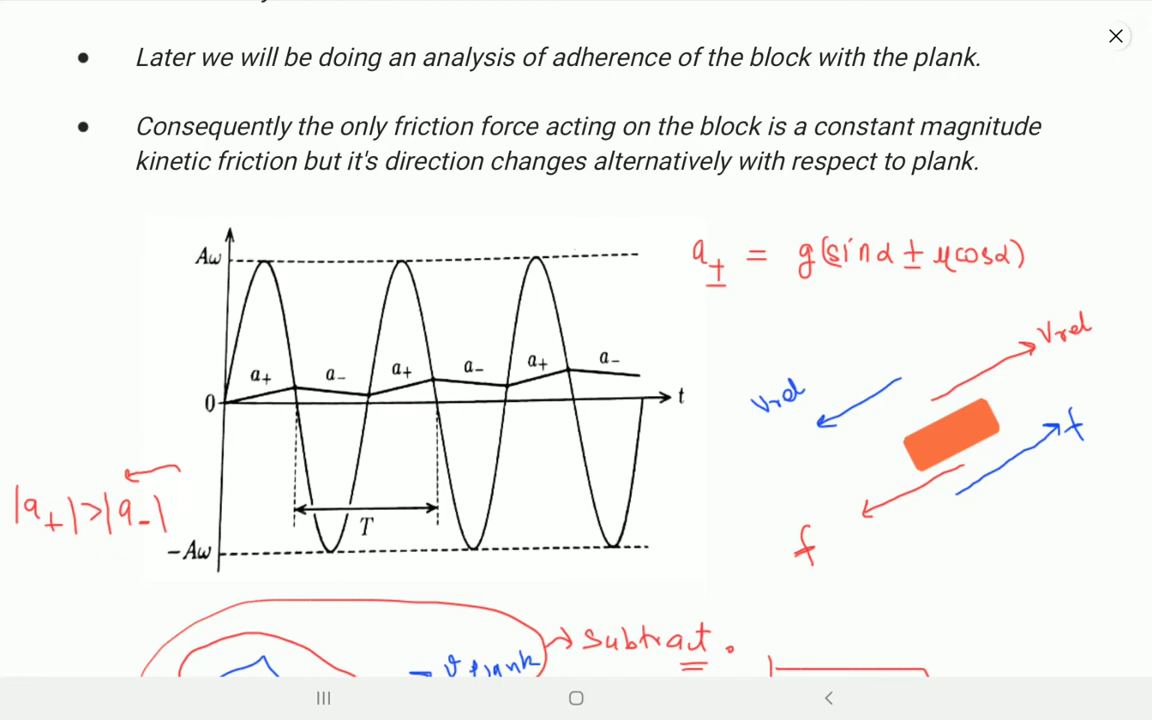 • Later we will be doing an analysis of adherence of the block with the plank.
• Consequently the only friction force acting on the block is a constant magnitude
kinetic friction but it's direction changes alternatively with respect to plank.
Aω
a± = g(sinα ± μcosα)
Vrel
a+ a- a+ a- a+ a-
Vrel
0
t
f
|a+|>|a-|
T
f
-Aω
→ Subtract.